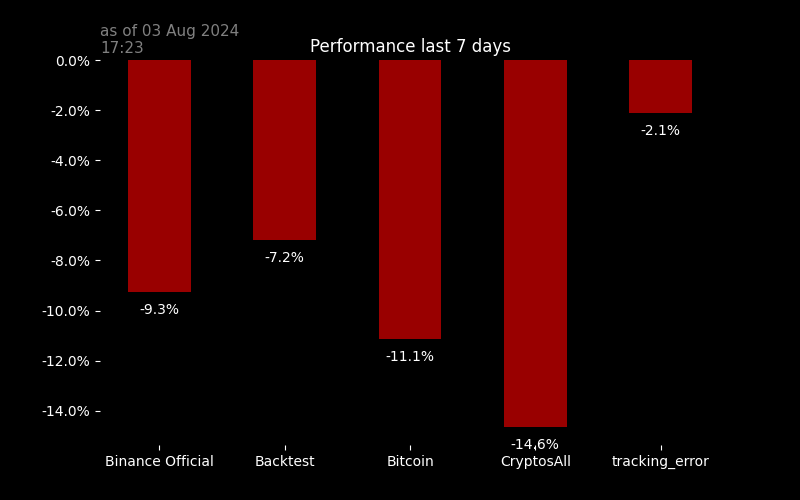 as of 03 Aug 2024
17:23
Performance last 7 days
0.0%
-2.0%
-4.0%
-6.0%
-8.0%
-10.0%
-12.0%
-14.0%
-9.3%
-7.2%
-11.1%
-14.6%
-2.1%
Binance Official
Backtest
Bitcoin
CryptosAll
tracking_error